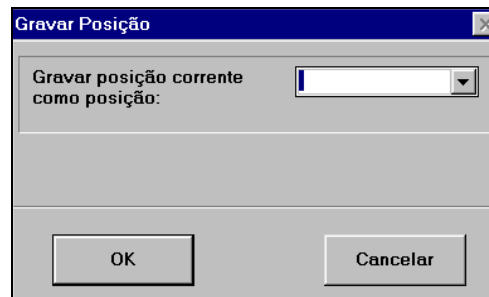 Gravar Posição
Gravar posição corrente
como posição:
OK
Cancelar